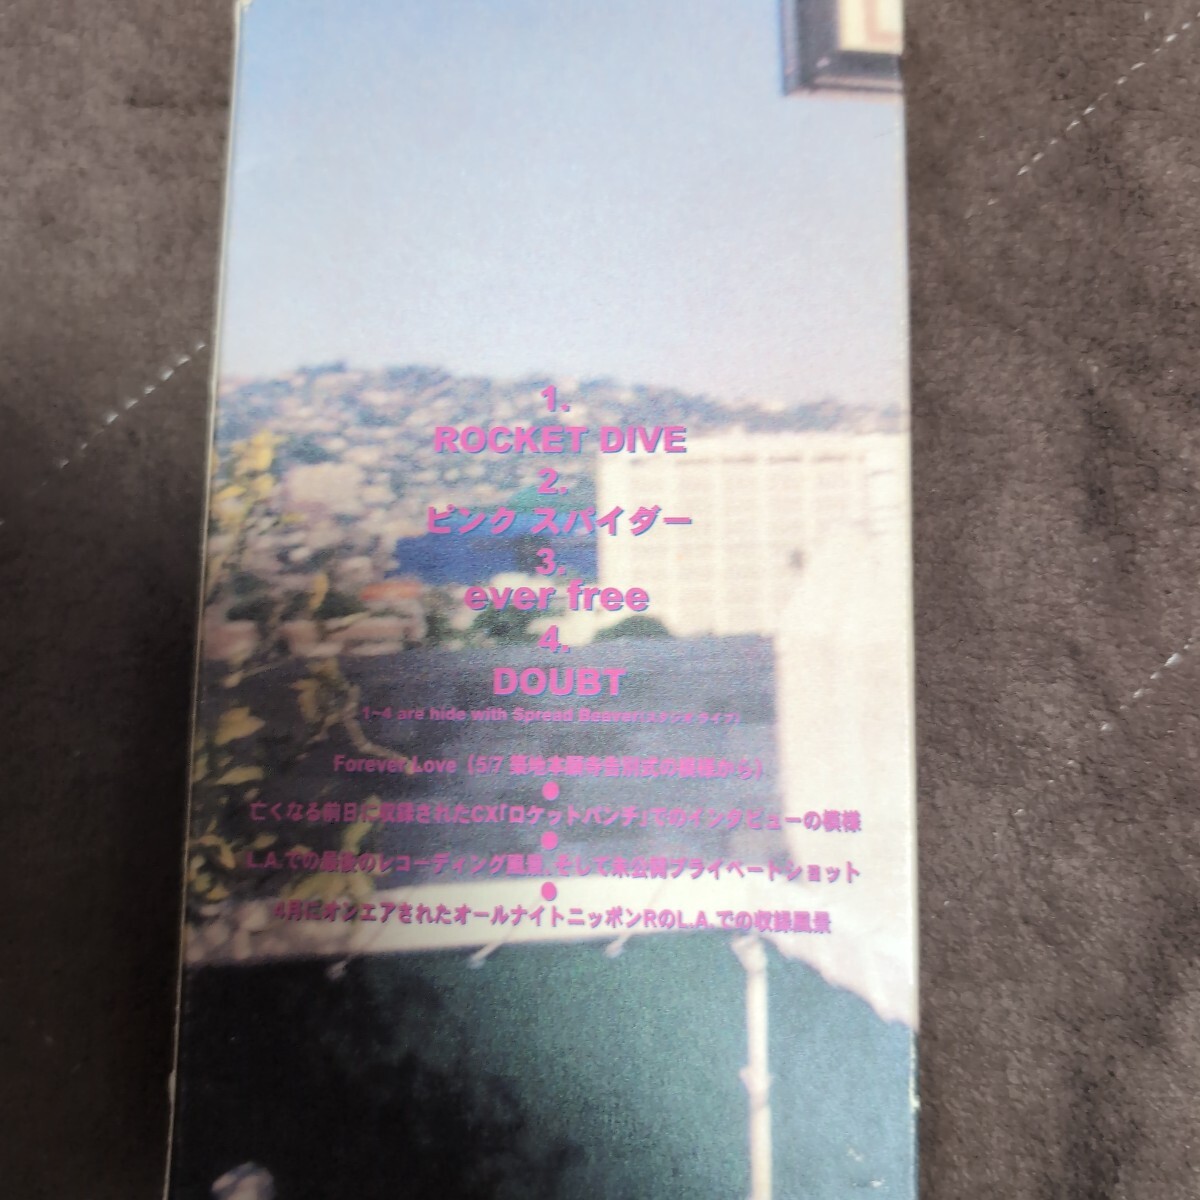 1.
ROCKET DIVE
2.
ピンク スパイダー
3.
ever free
4.
DOUBT
1~4 are hide with Spread Beaver(スタジオライブ)
Forever Love (5/7 築地本願寺告別式の模様から)
●
亡くなる前日に収録されたCX「ロケットパンチ」でのインタビューの模様
●
L.A.での最後のレコーディング風景、そして未公開プライベートショット
●
4月にオンエアされたオールナイトニッポンRのL.A.での収録風景